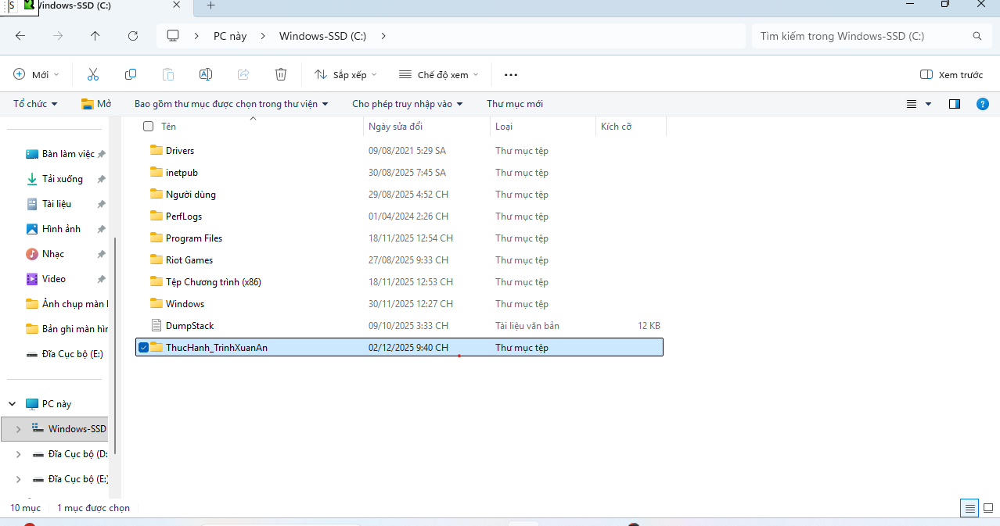 S
Windows-SSD (C:)
PC này
Windows-SSD (C:)
Tìm kiếm trong Windows-SSD (C:)
Mới
Sắp xếp
Chế độ xem
Xem trước
Tổ chức
Mở
Bao gồm thư mục được chọn trong thư viện
Cho phép truy nhập vào
Thư mục mới
Tên
Ngày sửa đổi
Loại
Kích cỡ
Bàn làm việc
Tải xuống
Tài liệu
Hình ảnh
Nhạc
Video
Ảnh chụp màn h
Bản ghi màn hìn
Đĩa Cục bộ (E:)
PC này
Windows-SSD
Đĩa Cục bộ (D:
Đĩa Cục bộ (E:)
Drivers 09/08/2021 5:29 SA Thư mục tệp
inetpub 30/08/2025 7:45 SA Thư mục tệp
Người dùng 29/08/2025 4:52 CH Thư mục tệp
PerfLogs 01/04/2024 2:26 CH Thư mục tệp
Program Files 18/11/2025 12:54 CH Thư mục tệp
Riot Games 27/08/2025 9:33 CH Thư mục tệp
Tệp Chương trình (x86) 18/11/2025 12:53 CH Thư mục tệp
Windows 30/11/2025 12:27 CH Thư mục tệp
DumpStack 09/10/2025 3:33 CH Tài liệu văn bản 12 KB
ThucHanh_TrinhXuanAn 02/12/2025 9:40 CH Thư mục tệp
10 mục
1 mục được chọn